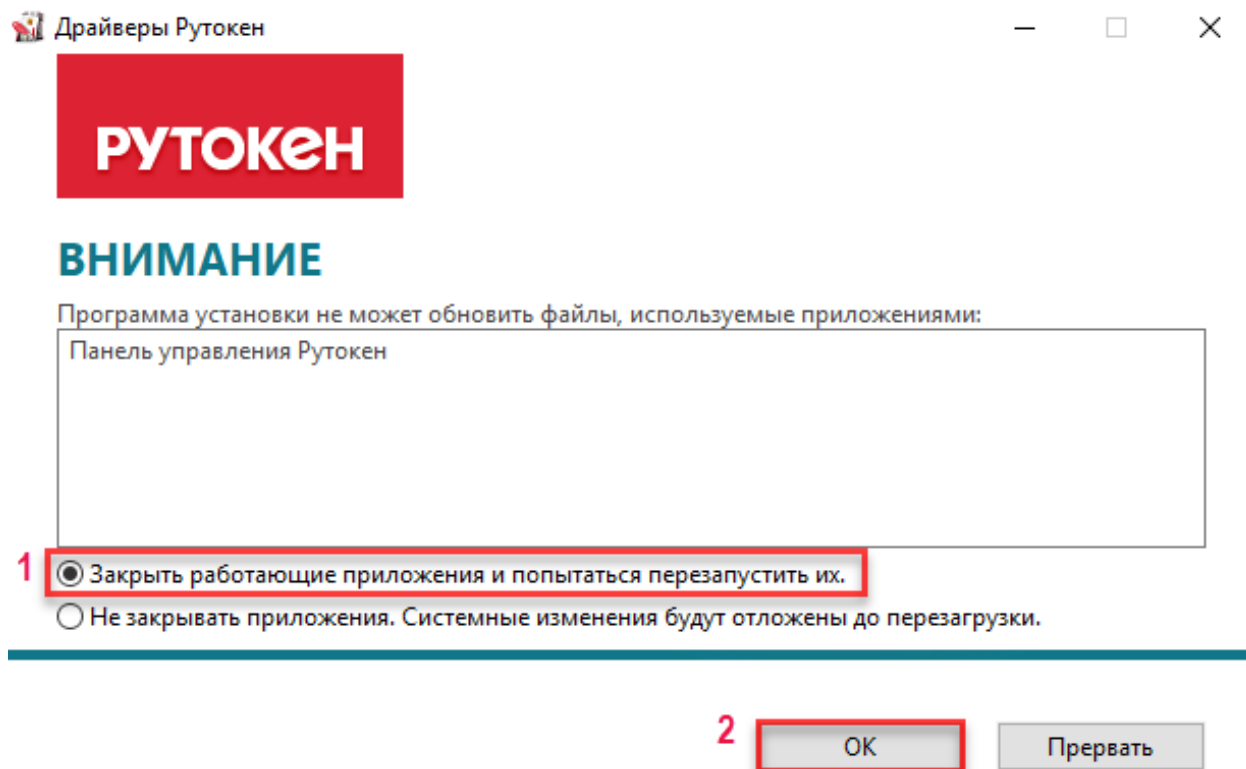 Драйверы Рутокен
РУТОКЕН
ВНИМАНИЕ
Программа установки не может обновить файлы, используемые приложениями:
Панель управления Рутокен
1
Закрыть работающие приложения и попытаться перезапустить их.
Не закрывать приложения. Системные изменения будут отложены до перезагрузки.
2
ОК
Прервать